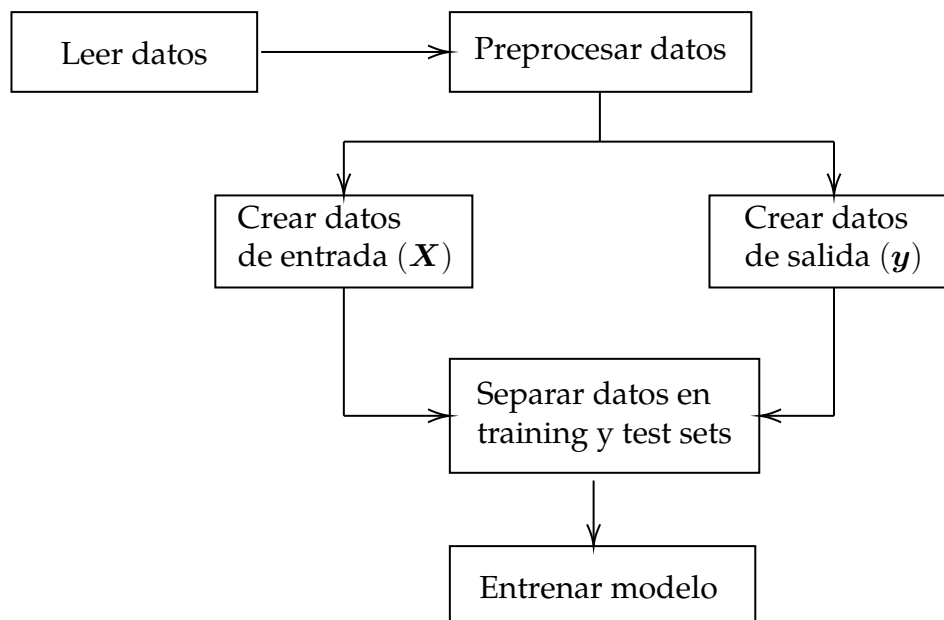 Leer datos
Preprocesar datos
Crear datos
de entrada (X)
Crear datos
de salida (y)
Separar datos en
training y test sets
Entrenar modelo